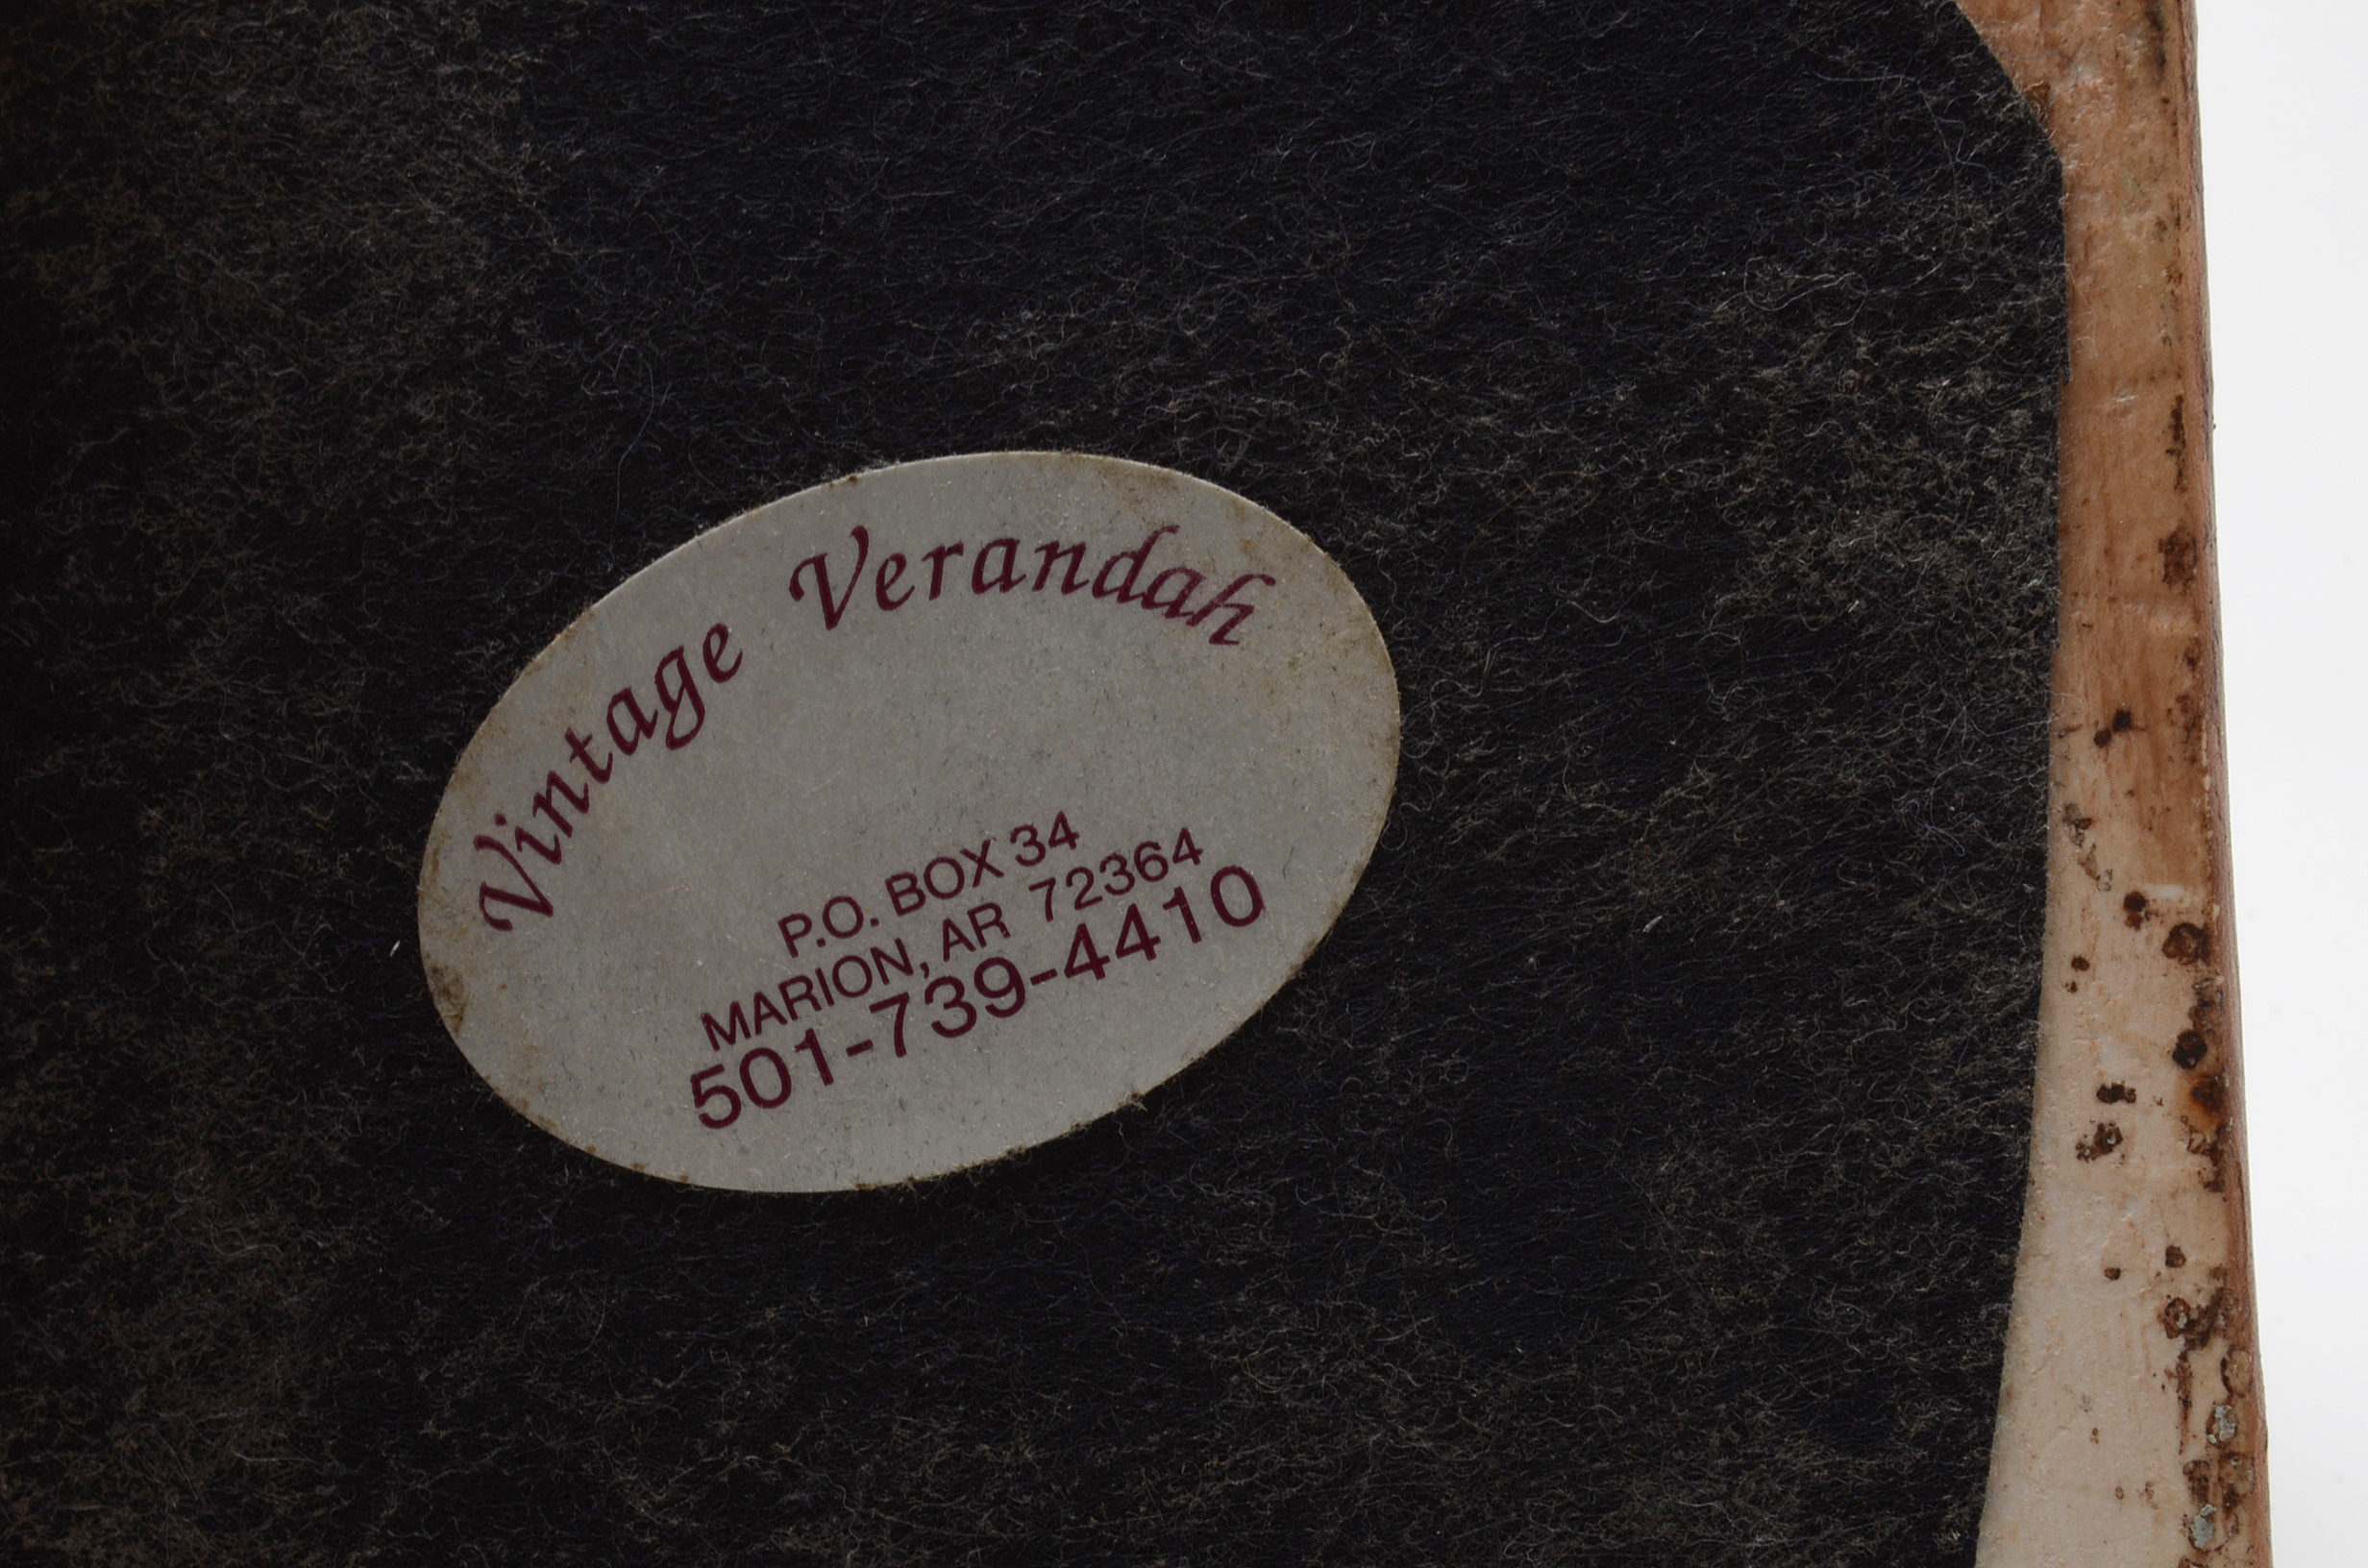 Vintage Verandah
P.O. BOX 34
MARION, AR 72364
501-739-4410